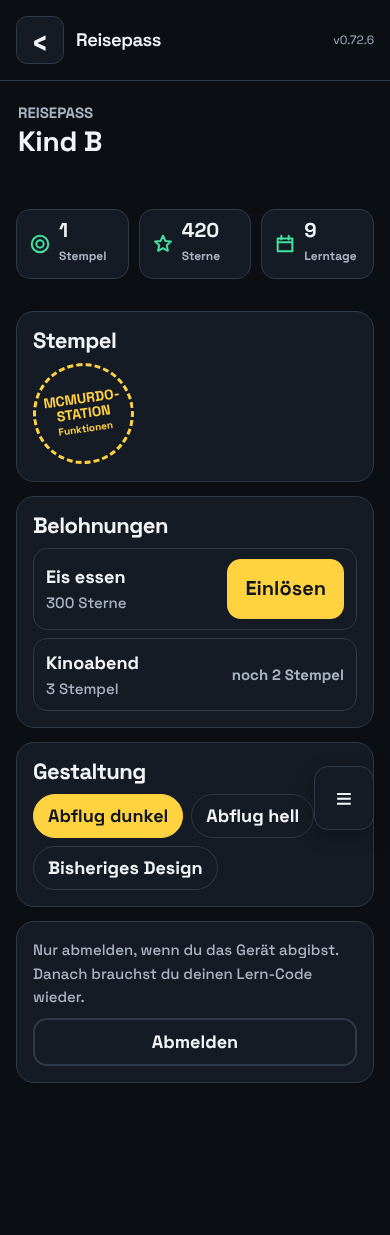 Reisepass
v0.72.6
REISEPASS
Kind B
1
Stempel
420
Sterne
9
Lerntage
Stempel
MCMURDO-
STATION
Funktionen
Belohnungen
Eis essen
300 Sterne
Einlösen
Kinoabend
3 Stempel
noch 2 Stempel
Gestaltung
Abflug dunkel
Abflug hell
Bisheriges Design
Nur abmelden, wenn du das Gerät abgibst.
Danach brauchst du deinen Lern-Code
wieder.
Abmelden